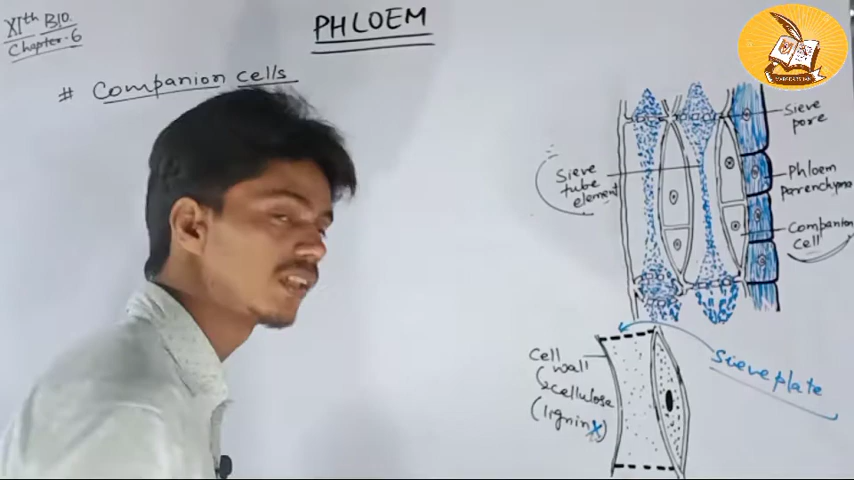 XIth BIO.
Chapter-6
PHLOEM
# Companion cells
Sieve
pore
Sieve
tube
element
Phloem
parenchyma
Companion
cell
Cell
wall
cellulose
(lignin X)
Sieve plate